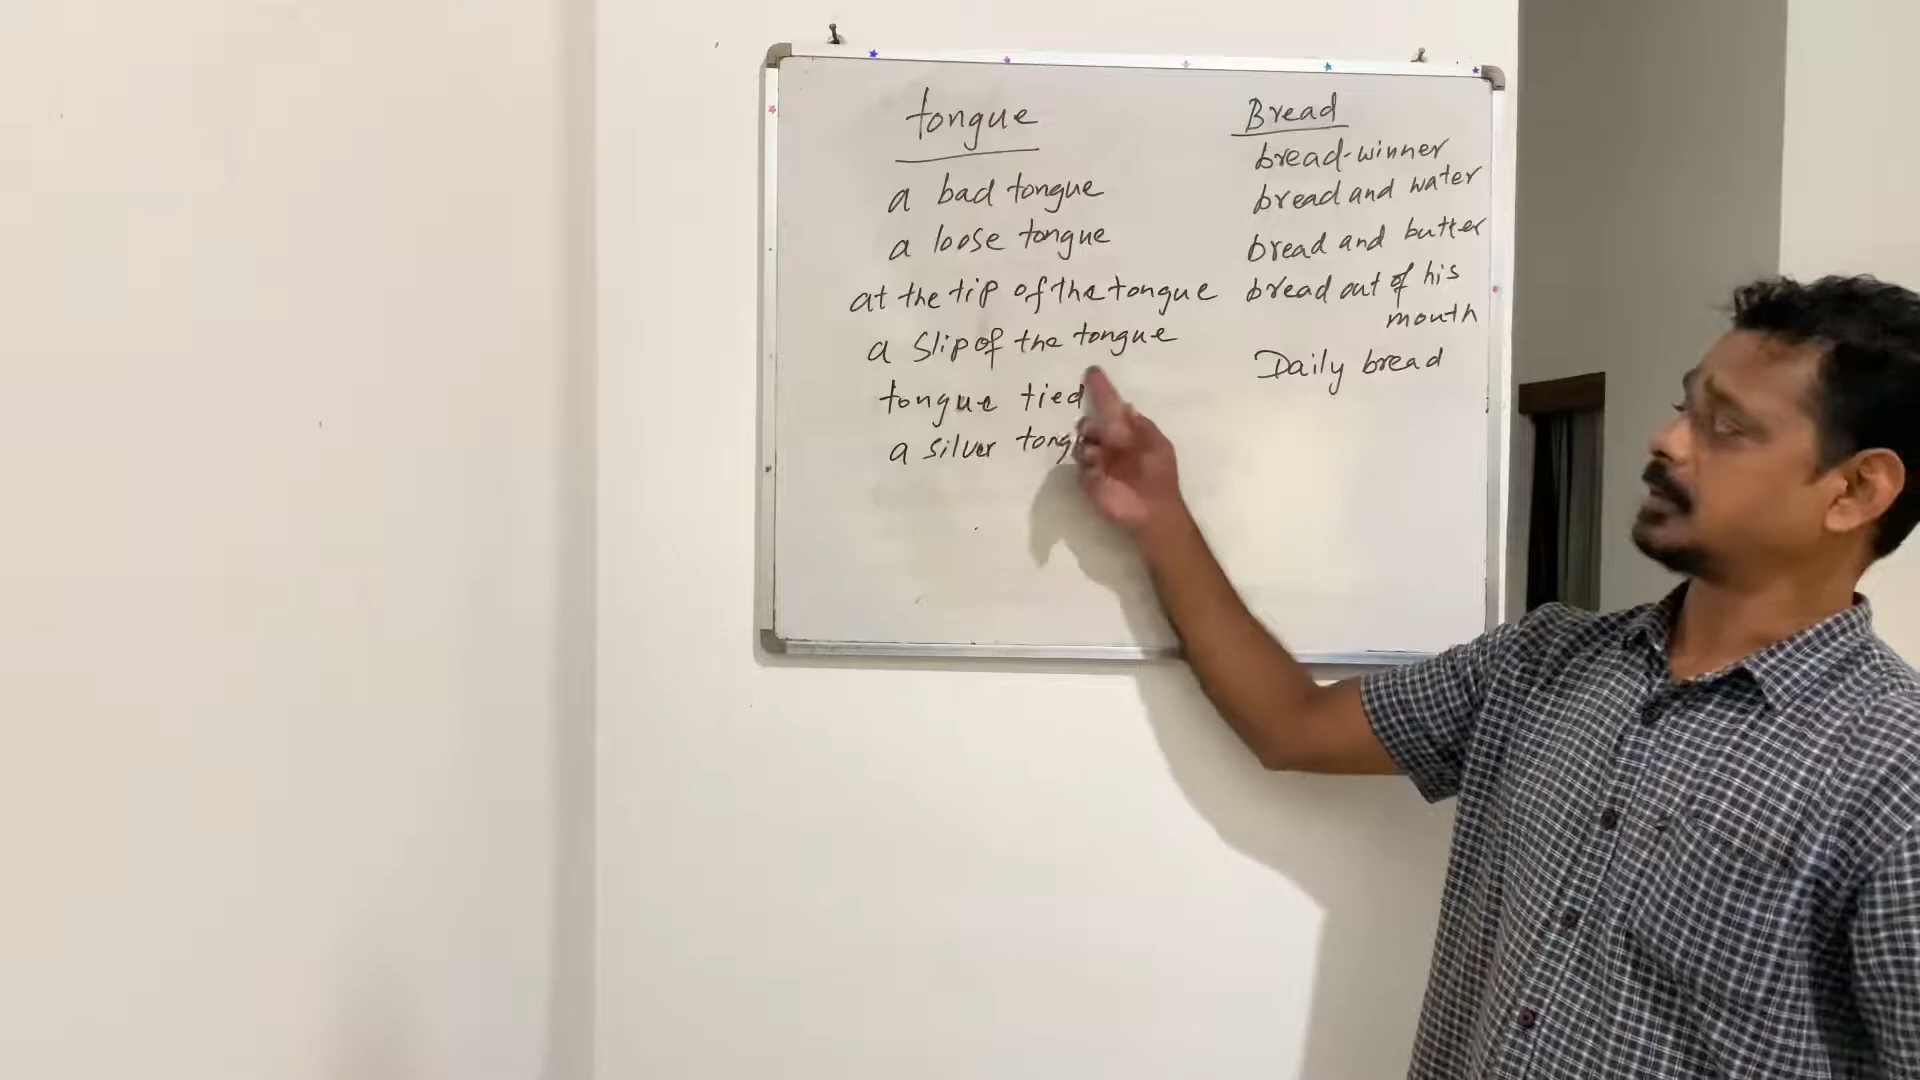 tongue
a bad tongue
a loose tongue
at the tip of the tongue
a slip of the tongue
tongue tied
a silver
Bread
bread-winner
bread and water
bread and butter
bread out of his
mouth
Daily bread